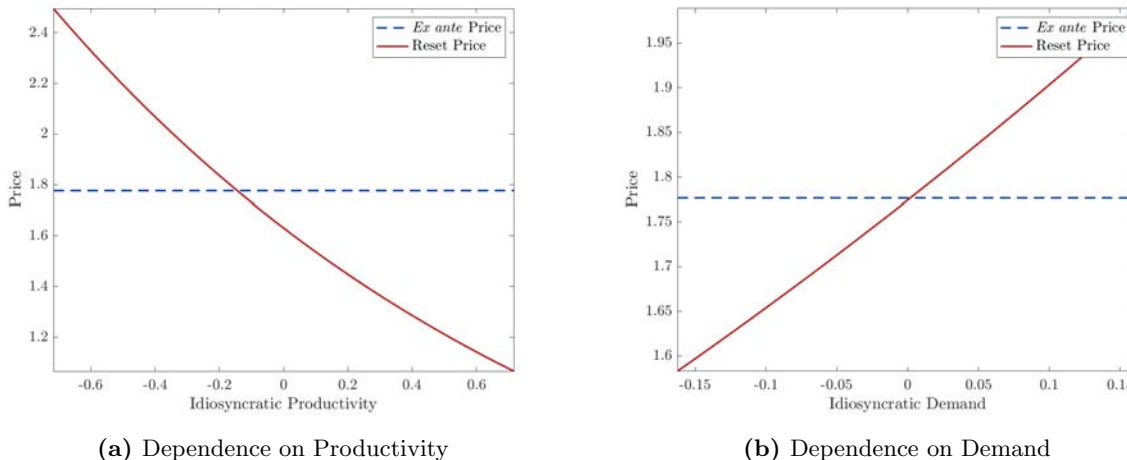 2.4
2.2
2
1.8
1.6
1.4
1.2
Price
-0.6 -0.4 -0.2 0 0.2 0.4 0.6
Idiosyncratic Productivity
Ex ante Price
Reset Price
(a) Dependence on Productivity
1.95
1.9
1.85
1.8
1.75
1.7
1.65
1.6
Price
-0.15 -0.1 -0.05 0 0.05 0.1 0.15
Idiosyncratic Demand
Ex ante Price
Reset Price
(b) Dependence on Demand